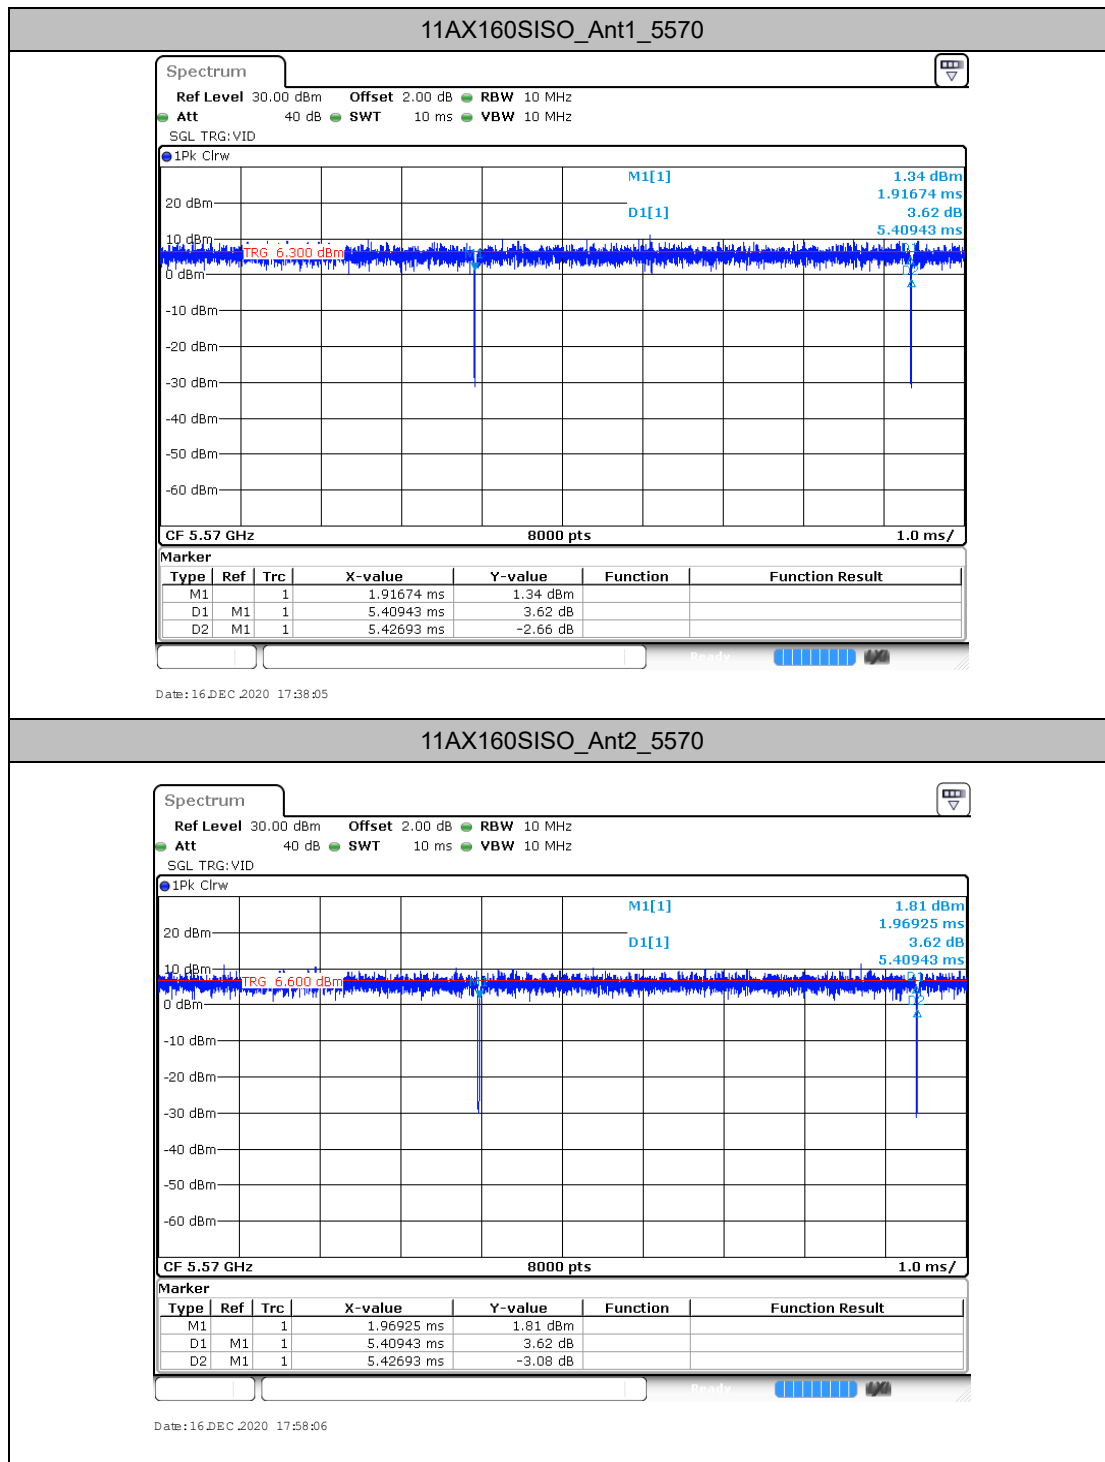 11AX160SISO_Ant1_5570
Spectrum
Ref Level 30.00 dBm Offset 2.00 dB RBW 10 MHz
Att 40 dB SWT 10 ms VBW 10 MHz
SGL TRG:VID
1Pk Clrw
M1[1] 1.34 dBm
1.91674 ms
20 dBm
D1[1] 3.62 dB
5.40943 ms
10 dBm
TRG 6.300 dBm
D1
0 dBm
D2
-10 dBm
-20 dBm
-30 dBm
-40 dBm
-50 dBm
-60 dBm
CF 5.57 GHz 8000 pts 1.0 ms/
Marker
Type Ref Trc X-value Y-value Function Function Result
M1 1 1.91674 ms 1.34 dBm
D1 M1 1 5.40943 ms 3.62 dB
D2 M1 1 5.42693 ms -2.66 dB
Ready
Date: 16.DEC.2020 17:38:05
11AX160SISO_Ant2_5570
Spectrum
Ref Level 30.00 dBm Offset 2.00 dB RBW 10 MHz
Att 40 dB SWT 10 ms VBW 10 MHz
SGL TRG:VID
1Pk Clrw
M1[1] 1.81 dBm
1.96925 ms
20 dBm
D1[1] 3.62 dB
5.40943 ms
10 dBm
D1
TRG 6.600 dBm
0 dBm
D2
-10 dBm
-20 dBm
-30 dBm
-40 dBm
-50 dBm
-60 dBm
CF 5.57 GHz 8000 pts 1.0 ms/
Marker
Type Ref Trc X-value Y-value Function Function Result
M1 1 1.96925 ms 1.81 dBm
D1 M1 1 5.40943 ms 3.62 dB
D2 M1 1 5.42693 ms -3.08 dB
Ready
Date: 16.DEC.2020 17:58:06